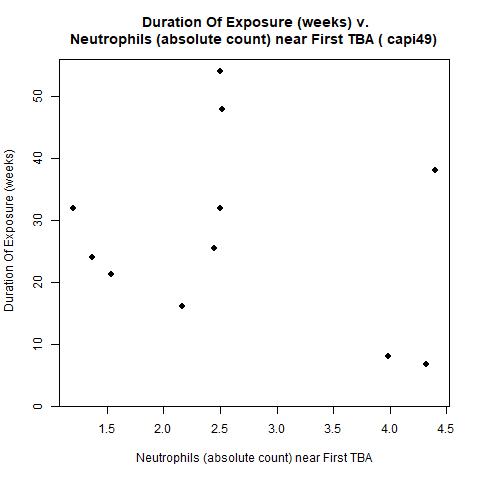 Duration Of Exposure (weeks) v.
Neutrophils (absolute count) near First TBA ( capi49)
Duration Of Exposure (weeks)
50
40
30
20
10
0
1.5 2.0 2.5 3.0 3.5 4.0 4.5
Neutrophils (absolute count) near First TBA